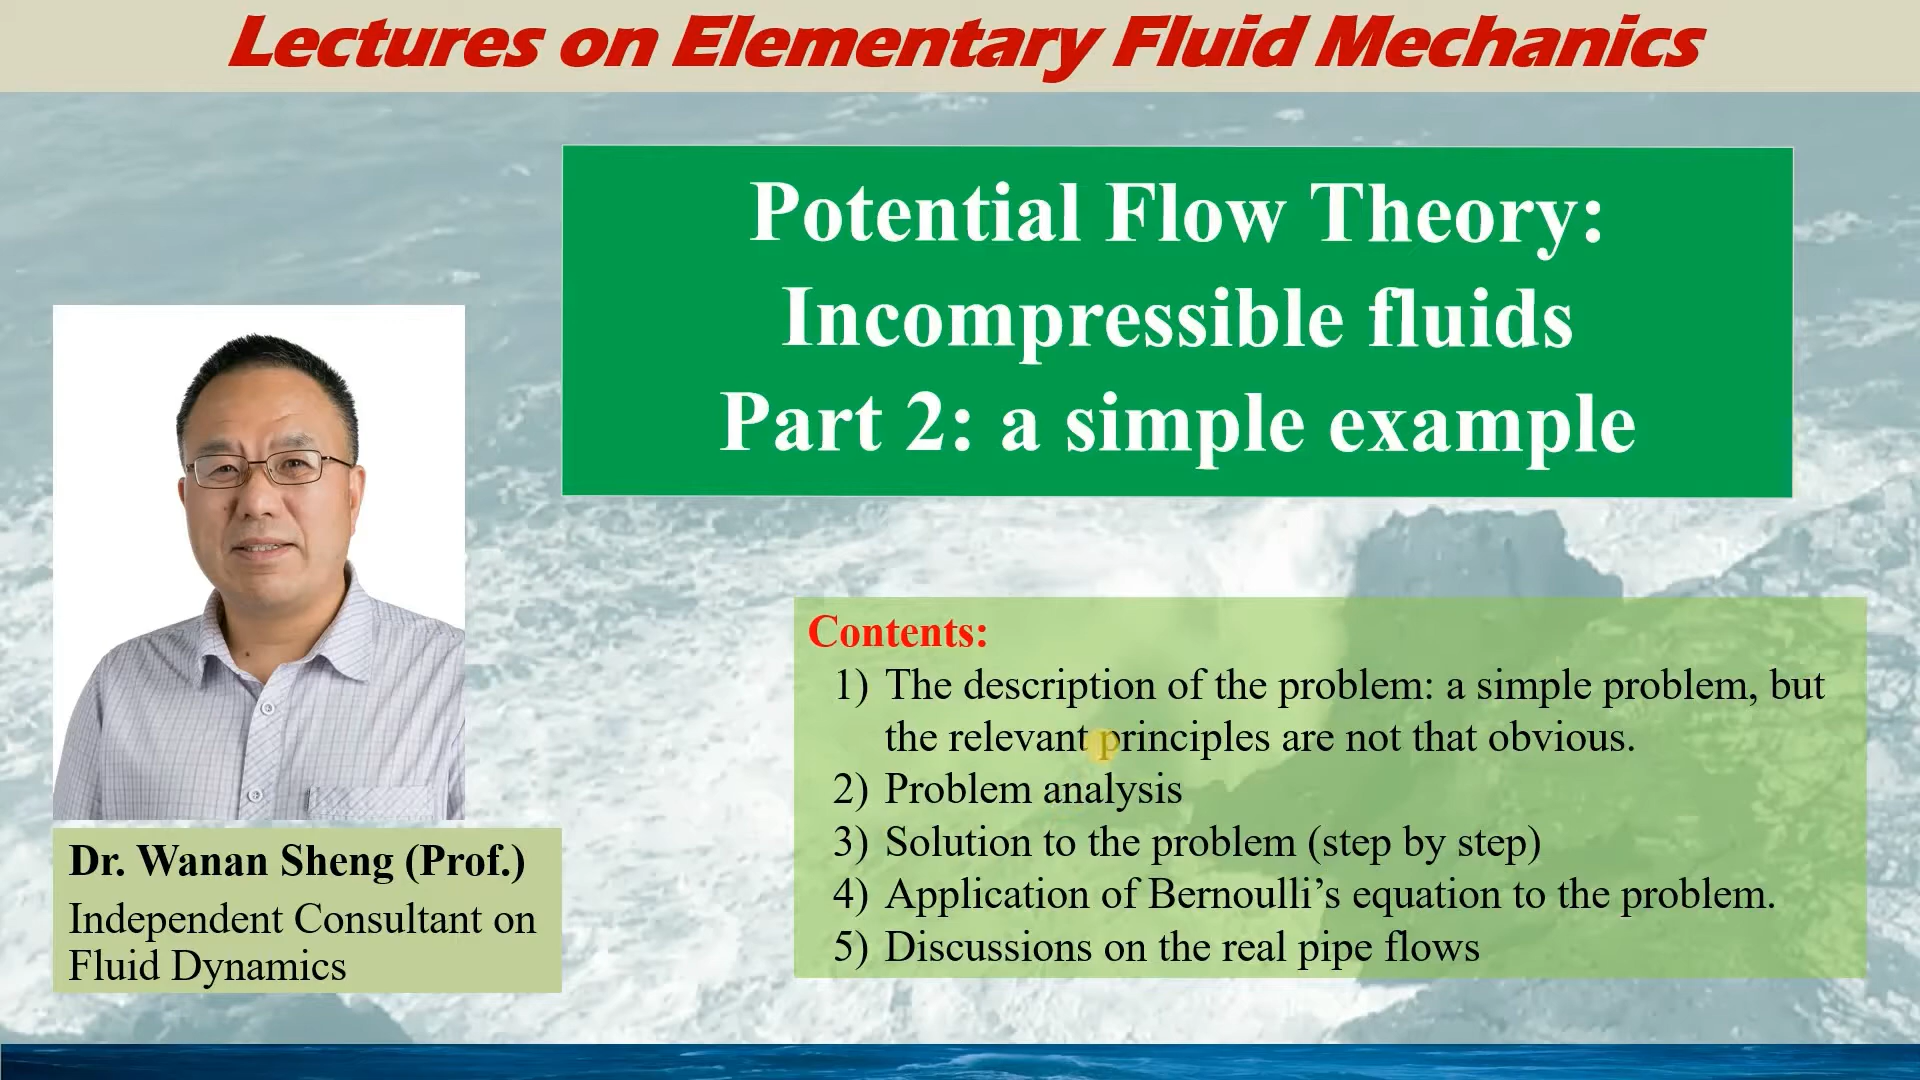 Lectures on Elementary Fluid Mechanics
Potential Flow Theory:
Incompressible fluids
Part 2: a simple example
Contents:
1) The description of the problem: a simple problem, but
the relevant principles are not that obvious.
2) Problem analysis
3) Solution to the problem (step by step)
4) Application of Bernoulli’s equation to the problem.
5) Discussions on the real pipe flows
Dr. Wanan Sheng (Prof.)
Independent Consultant on
Fluid Dynamics